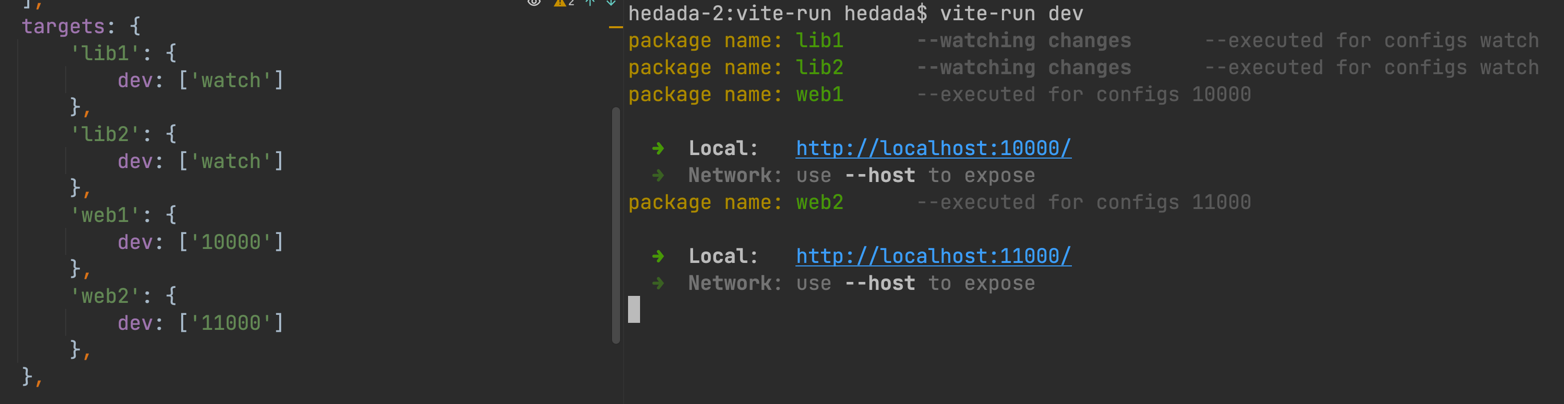 ],
targets: {
'lib1': {
dev: ['watch']
},
'lib2': {
dev: ['watch']
},
'web1': {
dev: ['10000']
},
'web2': {
dev: ['11000']
},
},
2
hedada-2:vite-run hedada$ vite-run dev
package name: lib1 --watching changes --executed for configs watch
package name: lib2 --watching changes --executed for configs watch
package name: web1 --executed for configs 10000
➜ Local: http://localhost:10000/
➜ Network: use --host to expose
package name: web2 --executed for configs 11000
➜ Local: http://localhost:11000/
➜ Network: use --host to expose